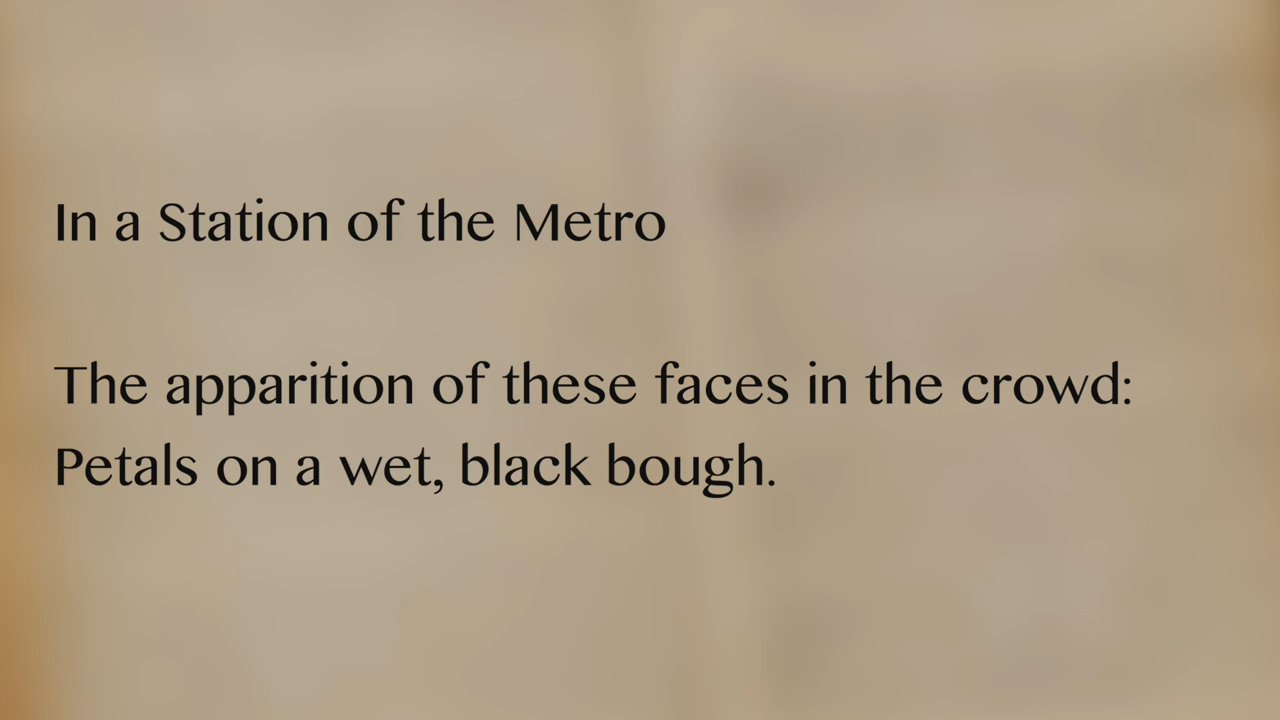 In a Station of the Metro
The apparition of these faces in the crowd:
Petals on a wet, black bough.